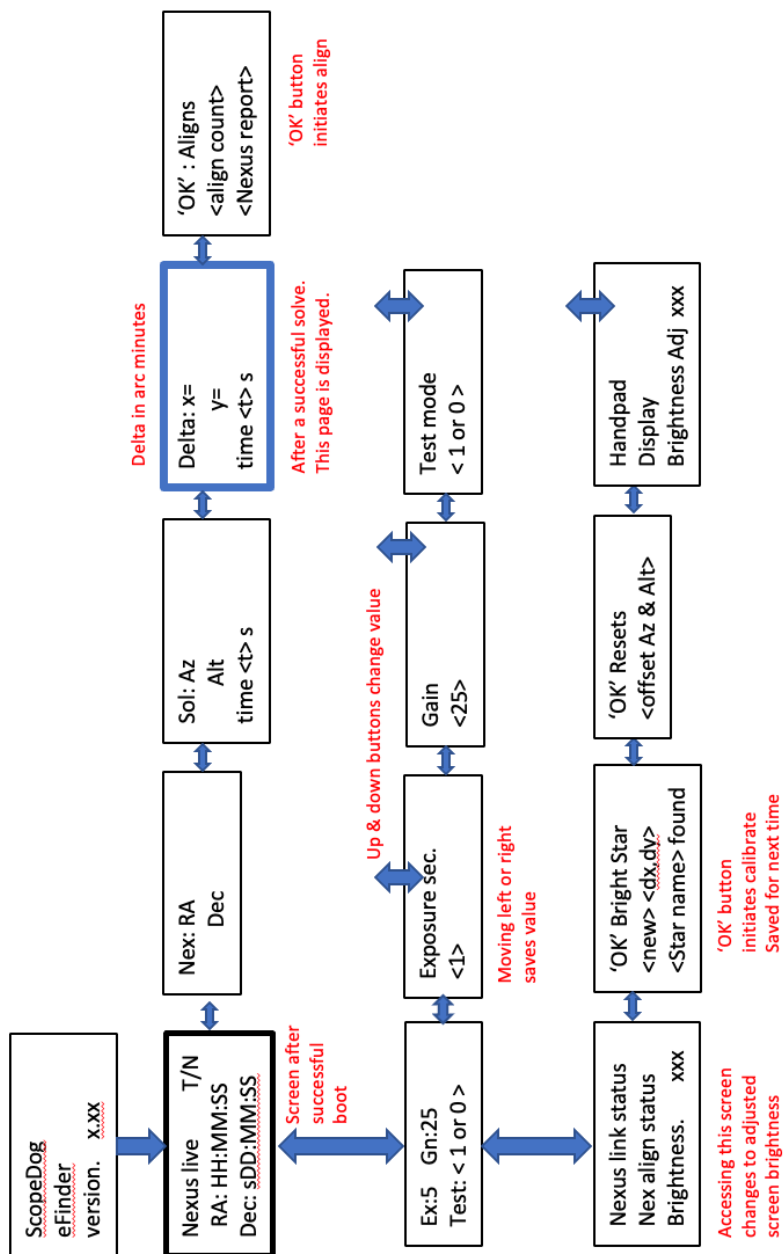 ScopeDog
eFinder
version. x.xx
Nexus live T/N
RA: HH:MM:SS
Dec: sDD:MM:SS
Screen after
successful
boot
Nex: RA
Dec
Sol: Az
Alt
time <t> s
Delta in arc minutes
Delta: x=
y=
time <t> s
After a successful solve.
This page is displayed.
‘OK’ : Aligns
<align count>
<Nexus report>
‘OK’ button
initiates align
Ex:5 Gn:25
Test: < 1 or 0 >
Up & down buttons change value
Exposure sec.
<1>
Moving left or right
saves value
Gain
<25>
Test mode
< 1 or 0 >
Nexus link status
Nex align status
Brightness. xxx
Accessing this screen
changes to adjusted
screen brightness
‘OK’ Bright Star
<new> <dx,dy>
<Star name> found
‘OK’ button
initiates calibrate
Saved for next time
‘OK’ Resets
<offset Az & Alt>
Handpad
Display
Brightness Adj xxx